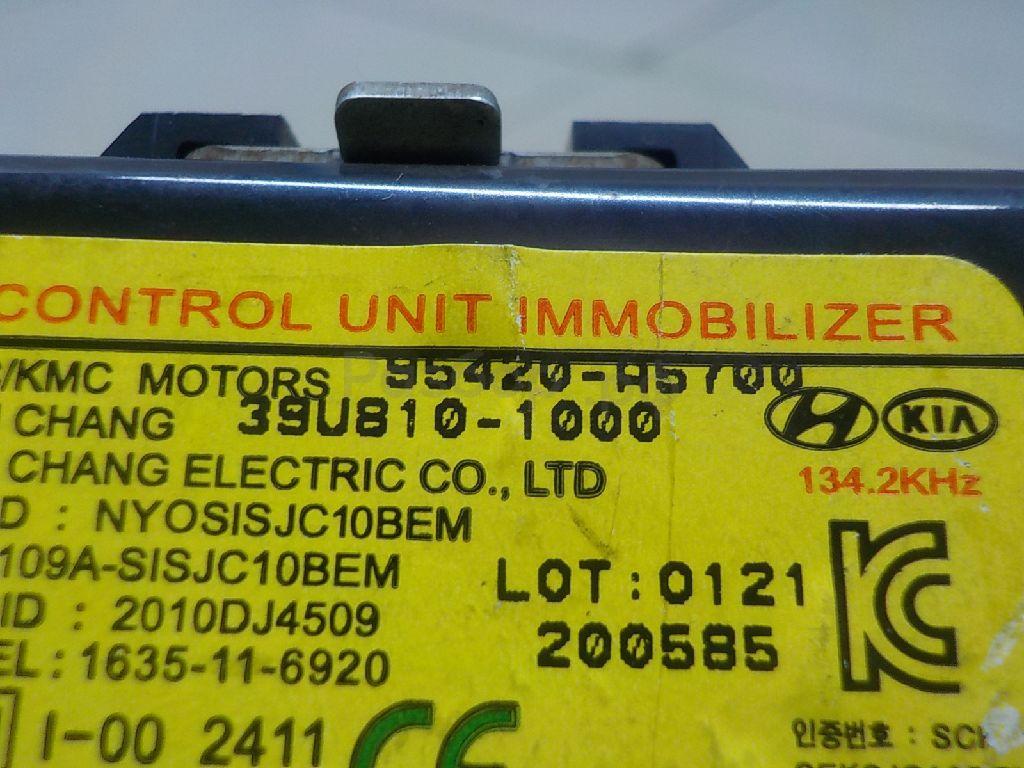 CONTROL UNIT IMMOBILIZER
/KMC MOTORS 95420-A5700
CHANG 39U810-1000
CHANG ELECTRIC CO., LTD
KIA
134.2KHz
D : NYOSISJC10BEM
109A-SISJC10BEM
LOT : 0121
ID : 2010DJ4509
200585
EL : 1635-11-6920
I-00 2411
인증번호 : SCI